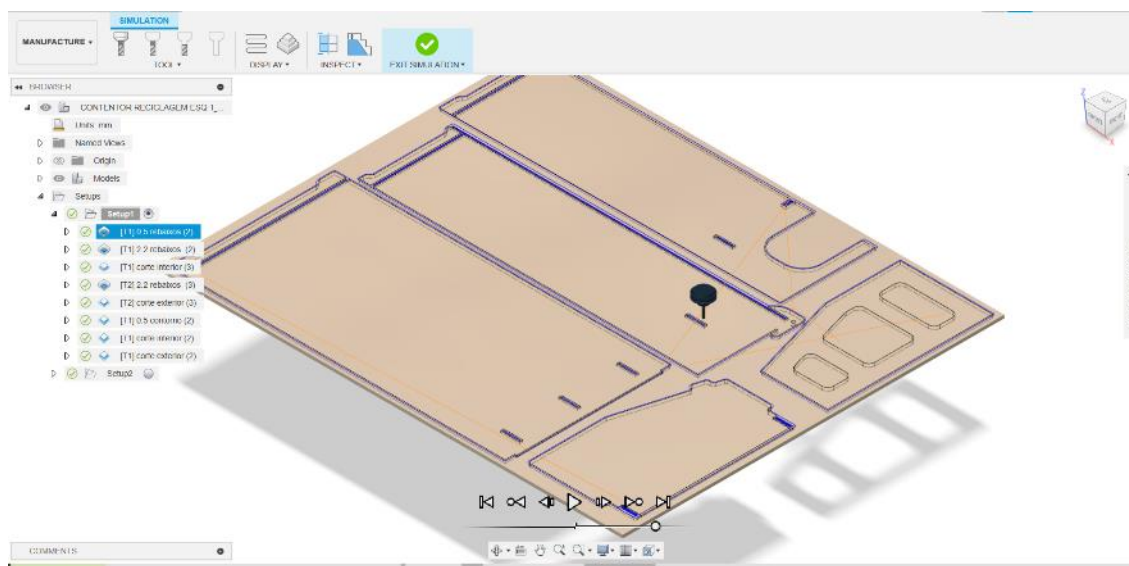 SIMULATION
MANUFACTURE
TOOL
DISPLAY
INSPECT
EXIT SIMULATION
BROWSER
CONTENTOR RECICLAGEM ESQ 1_...
Units: mm
Named Views
Origin
Models
Setups
Setup1
[T1] 0.5 rebaixos (2)
[T1] 2.2 rebaixos (2)
[T1] corte interior (3)
[T2] 2.2 rebaixos (3)
[T2] corte exterior (3)
[T1] 0.5 contorno (2)
[T1] corte interior (2)
[T1] corte exterior (2)
Setup2
COMMENTS
Z
X